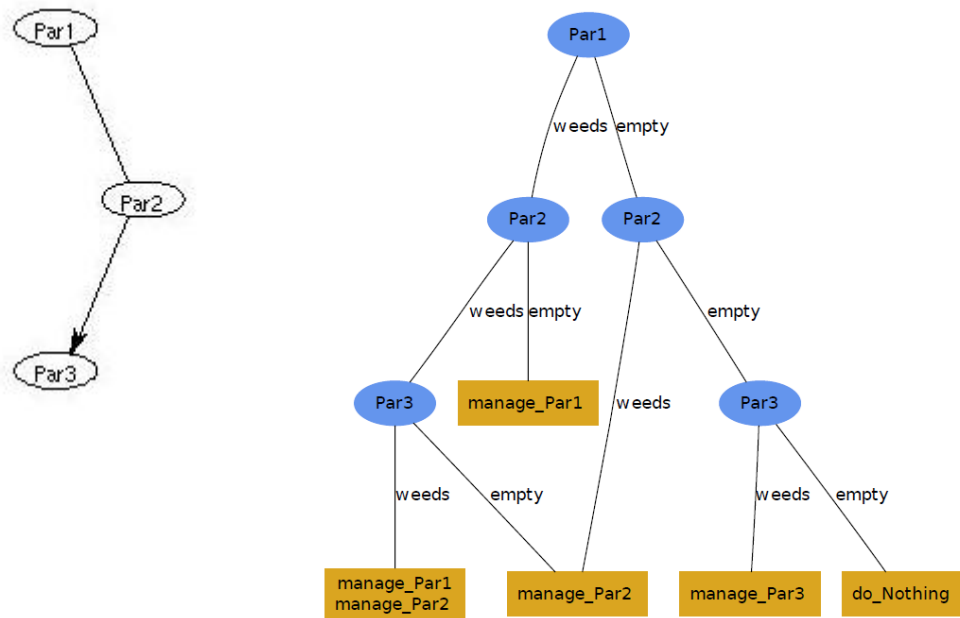 Par1
Par2
Par3
Par1
weeds
empty
Par2
Par2
weeds
empty
empty
Par3
manage_Par1
weeds
Par3
weeds
empty
weeds
empty
manage_Par1
manage_Par2
manage_Par2
manage_Par3
do_Nothing